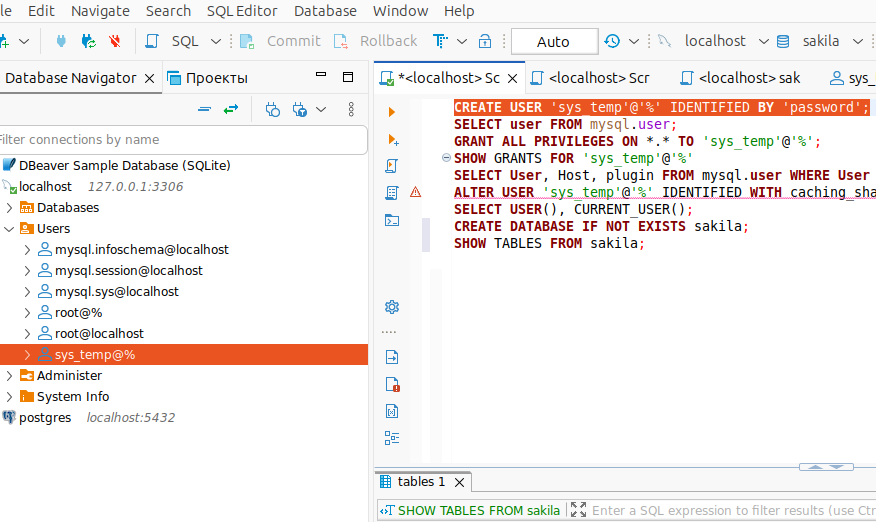 le Edit Navigate Search SQL Editor Database Window Help
SQL Commit Rollback Auto localhost sakila
Database Navigator Проекты
*<localhost> Sc <localhost> Scr <localhost> sak sys_
Filter connections by name
DBeaver Sample Database (SQLite)
localhost 127.0.0.1:3306
Databases
Users
mysql.infoschema@localhost
mysql.session@localhost
mysql.sys@localhost
root@%
root@localhost
sys_temp@%
Administer
System Info
postgres localhost:5432
CREATE USER 'sys_temp'@'%' IDENTIFIED BY 'password';
SELECT user FROM mysql.user;
GRANT ALL PRIVILEGES ON *.* TO 'sys_temp'@'%';
SHOW GRANTS FOR 'sys_temp'@'%'
SELECT User, Host, plugin FROM mysql.user WHERE User
ALTER USER 'sys_temp'@'%' IDENTIFIED WITH caching_sha
SELECT USER(), CURRENT_USER();
CREATE DATABASE IF NOT EXISTS sakila;
SHOW TABLES FROM sakila;
tables 1
SHOW TABLES FROM sakila Enter a SQL expression to filter results (use Ctr